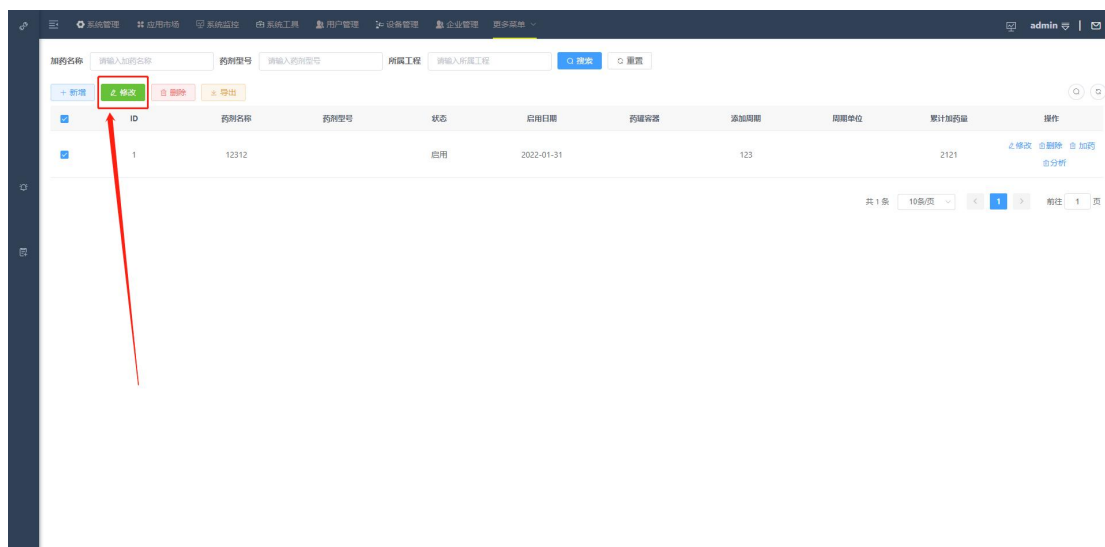 系统管理 应用市场 系统监控 系统工具 用户管理 设备管理 企业管理 更多菜单 admin
加药名称 请输入加药名称 药剂型号 请输入药剂型号 所属工程 请输入所属工程 搜索 重置
+ 新增 修改 删除 导出
ID 药剂名称 药剂型号 状态 启用日期 药罐容器 添加周期 周期单位 累计加药量 操作
1 12312 启用 2022-01-31 123 2121 修改 删除 加药
分析
共 1 条 10条/页 < 1 > 前往 1 页